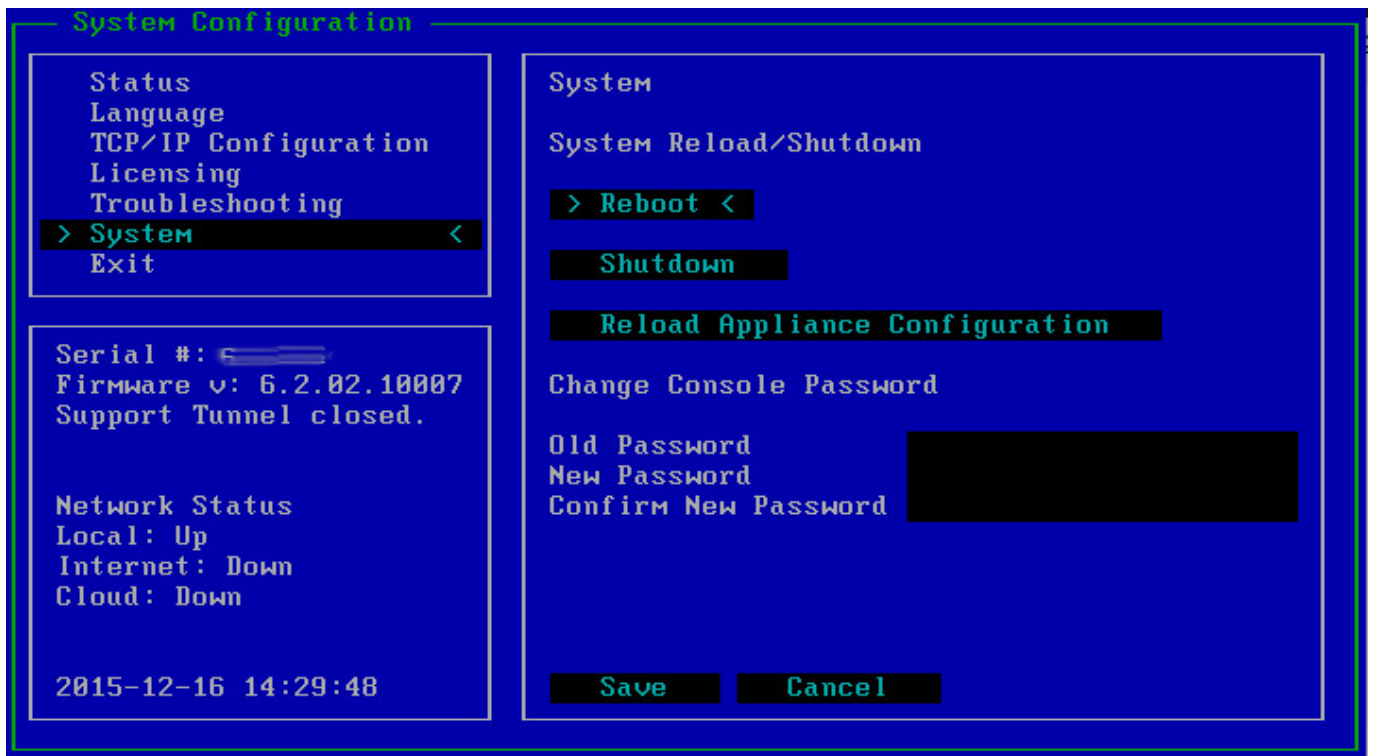 System Configuration
Status
Language
TCP/IP Configuration
Licensing
Troubleshooting
> System <
Exit
Serial #:
Firmware v: 6.2.02.10007
Support Tunnel closed.
Network Status
Local: Up
Internet: Down
Cloud: Down
2015-12-16 14:29:48
System
System Reload/Shutdown
> Reboot <
Shutdown
Reload Appliance Configuration
Change Console Password
Old Password
New Password
Confirm New Password
Save Cancel